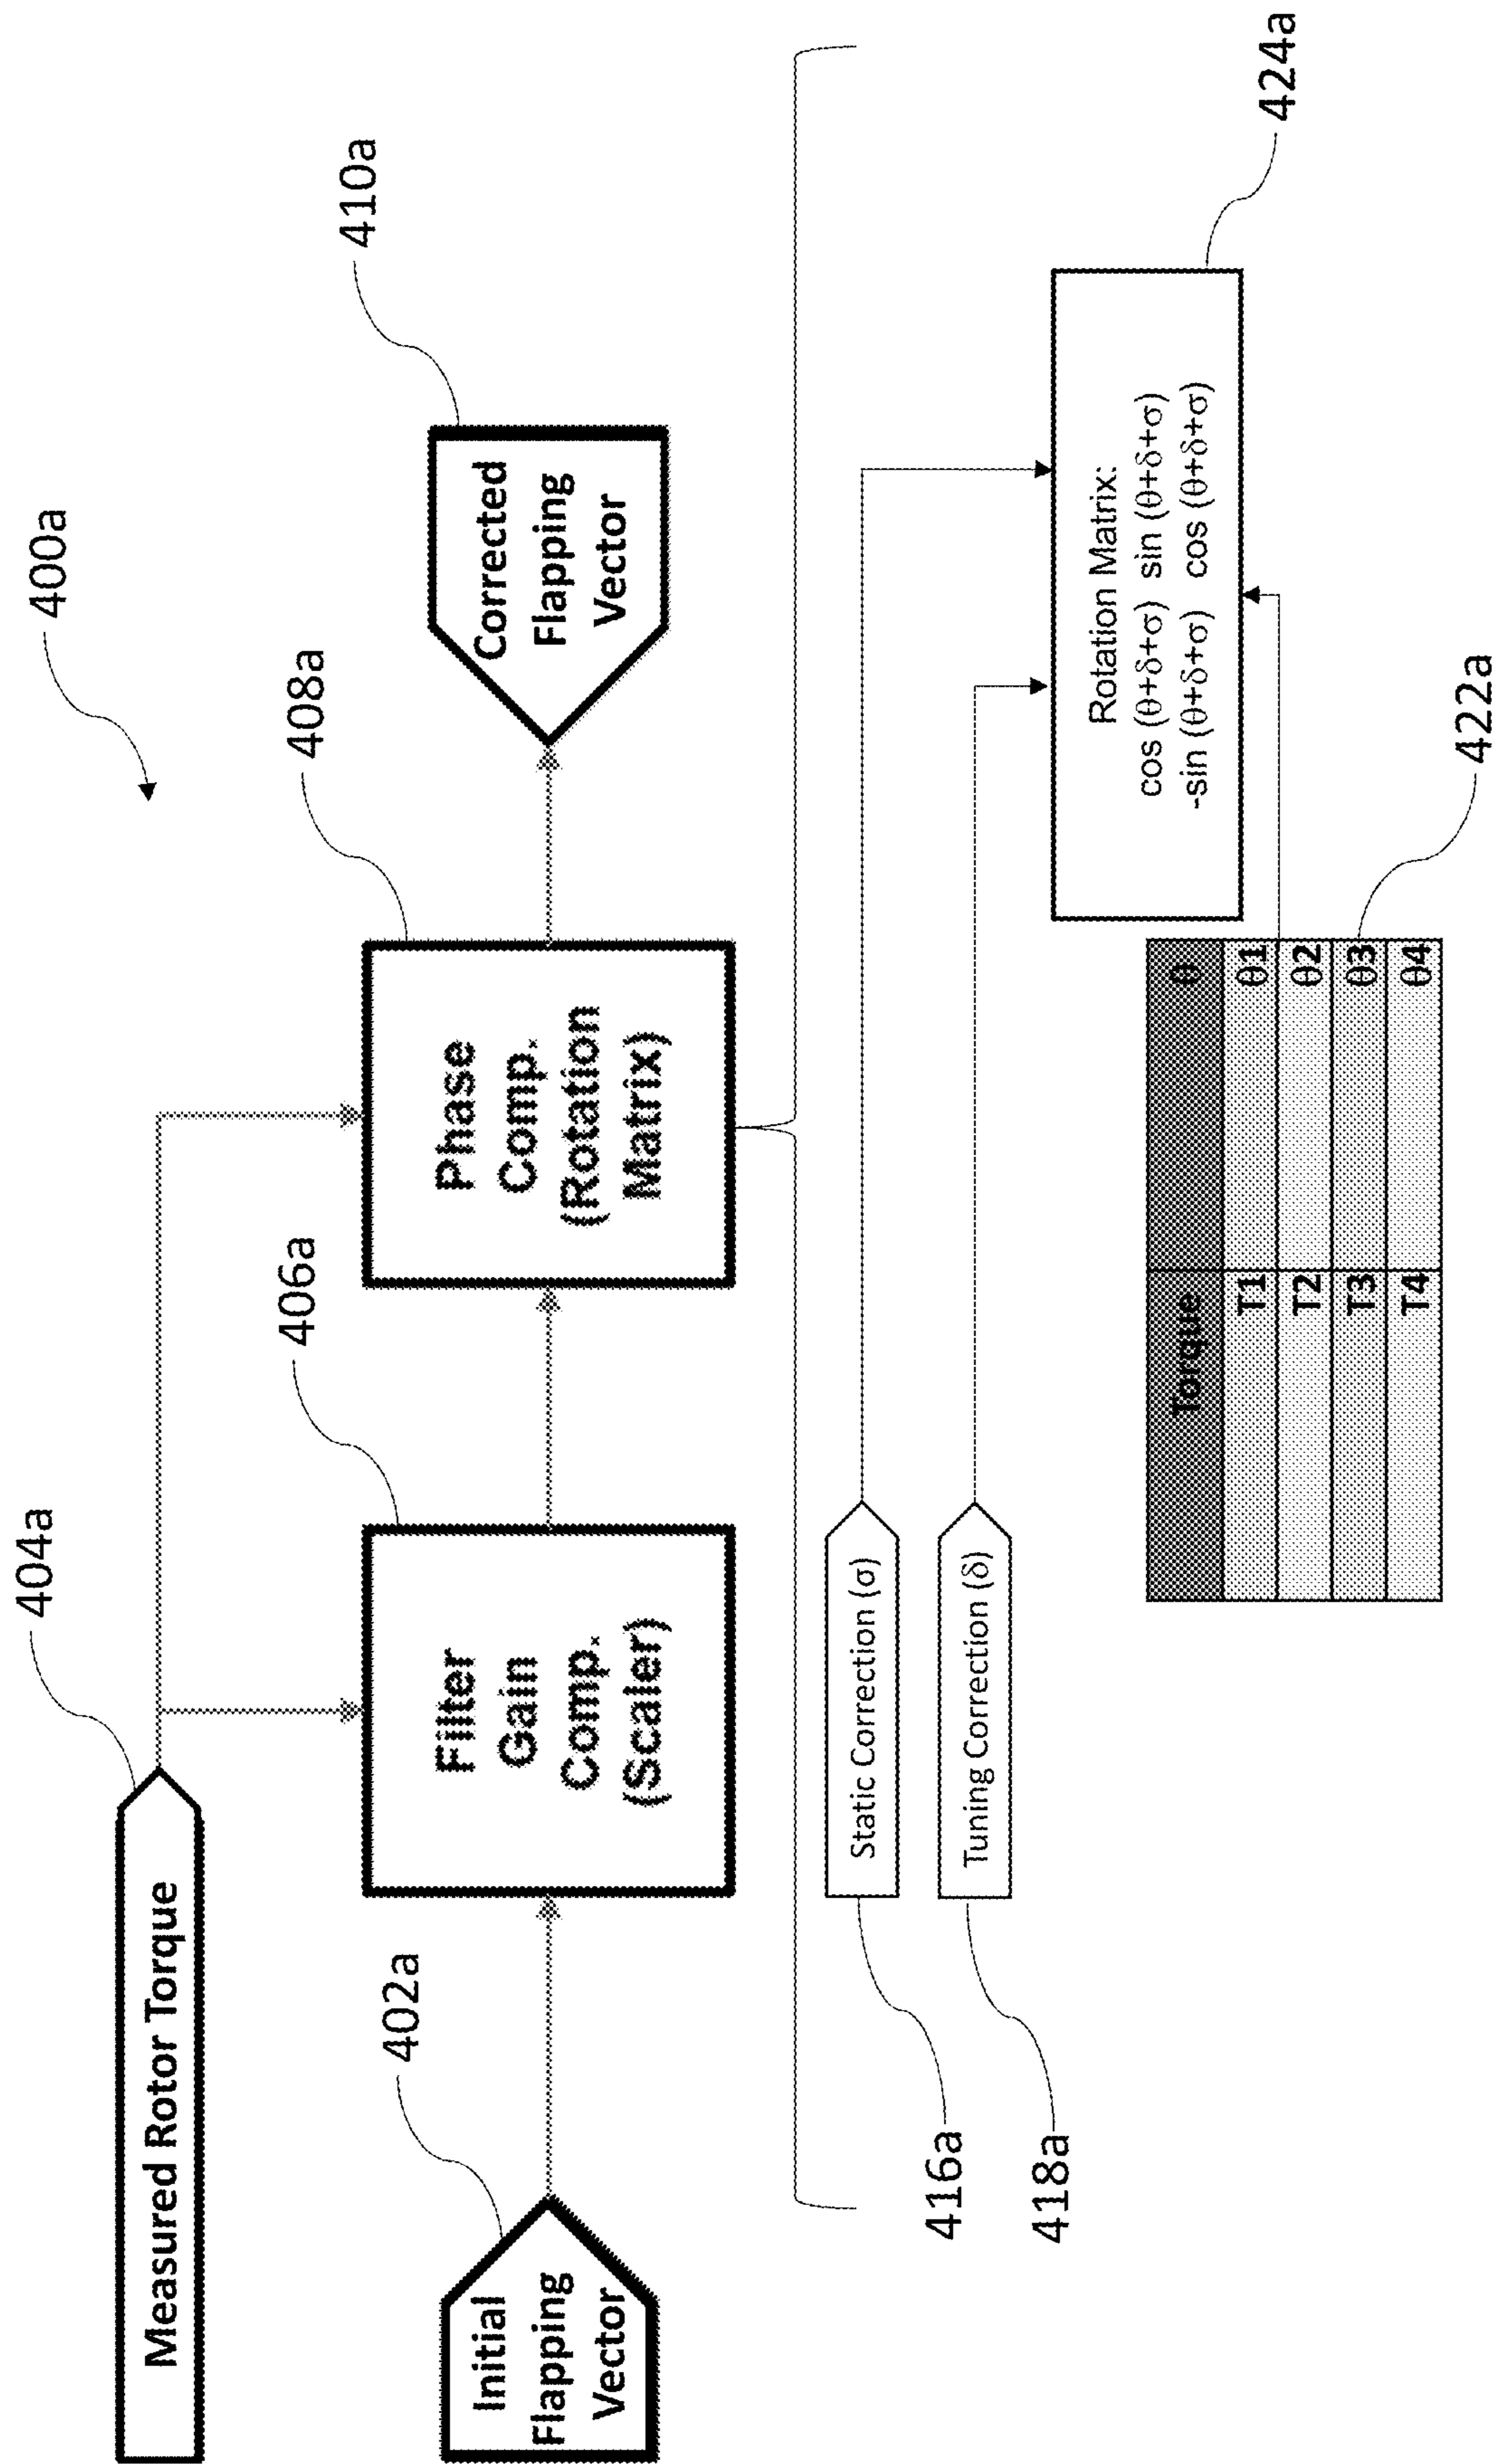 400a
404a
Measured Rotor Torque
402a
Initial
Flapping
Vector
406a
Filter
Gain
Comp.
(Scaler)
408a
Phase
Comp.
(Rotation
Matrix)
410a
Corrected
Flapping
Vector
416a
Static Correction (σ)
418a
Tuning Correction (δ)
424a
Rotation Matrix:
cos (θ+δ+σ) sin (θ+δ+σ)
-sin (θ+δ+σ) cos (θ+δ+σ)
Torque θ
T1 θ1
T2 θ2
T3 θ3
T4 θ4
422a